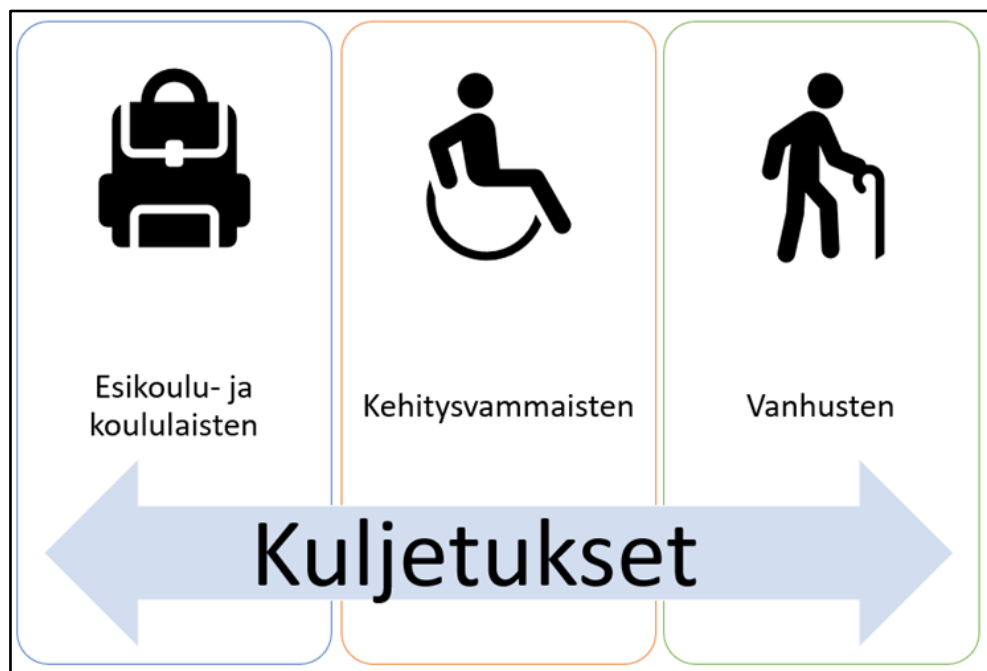 Esikoulu- ja
koululaisten
Kehitysvammaisten
Vanhusten
Kuljetukset